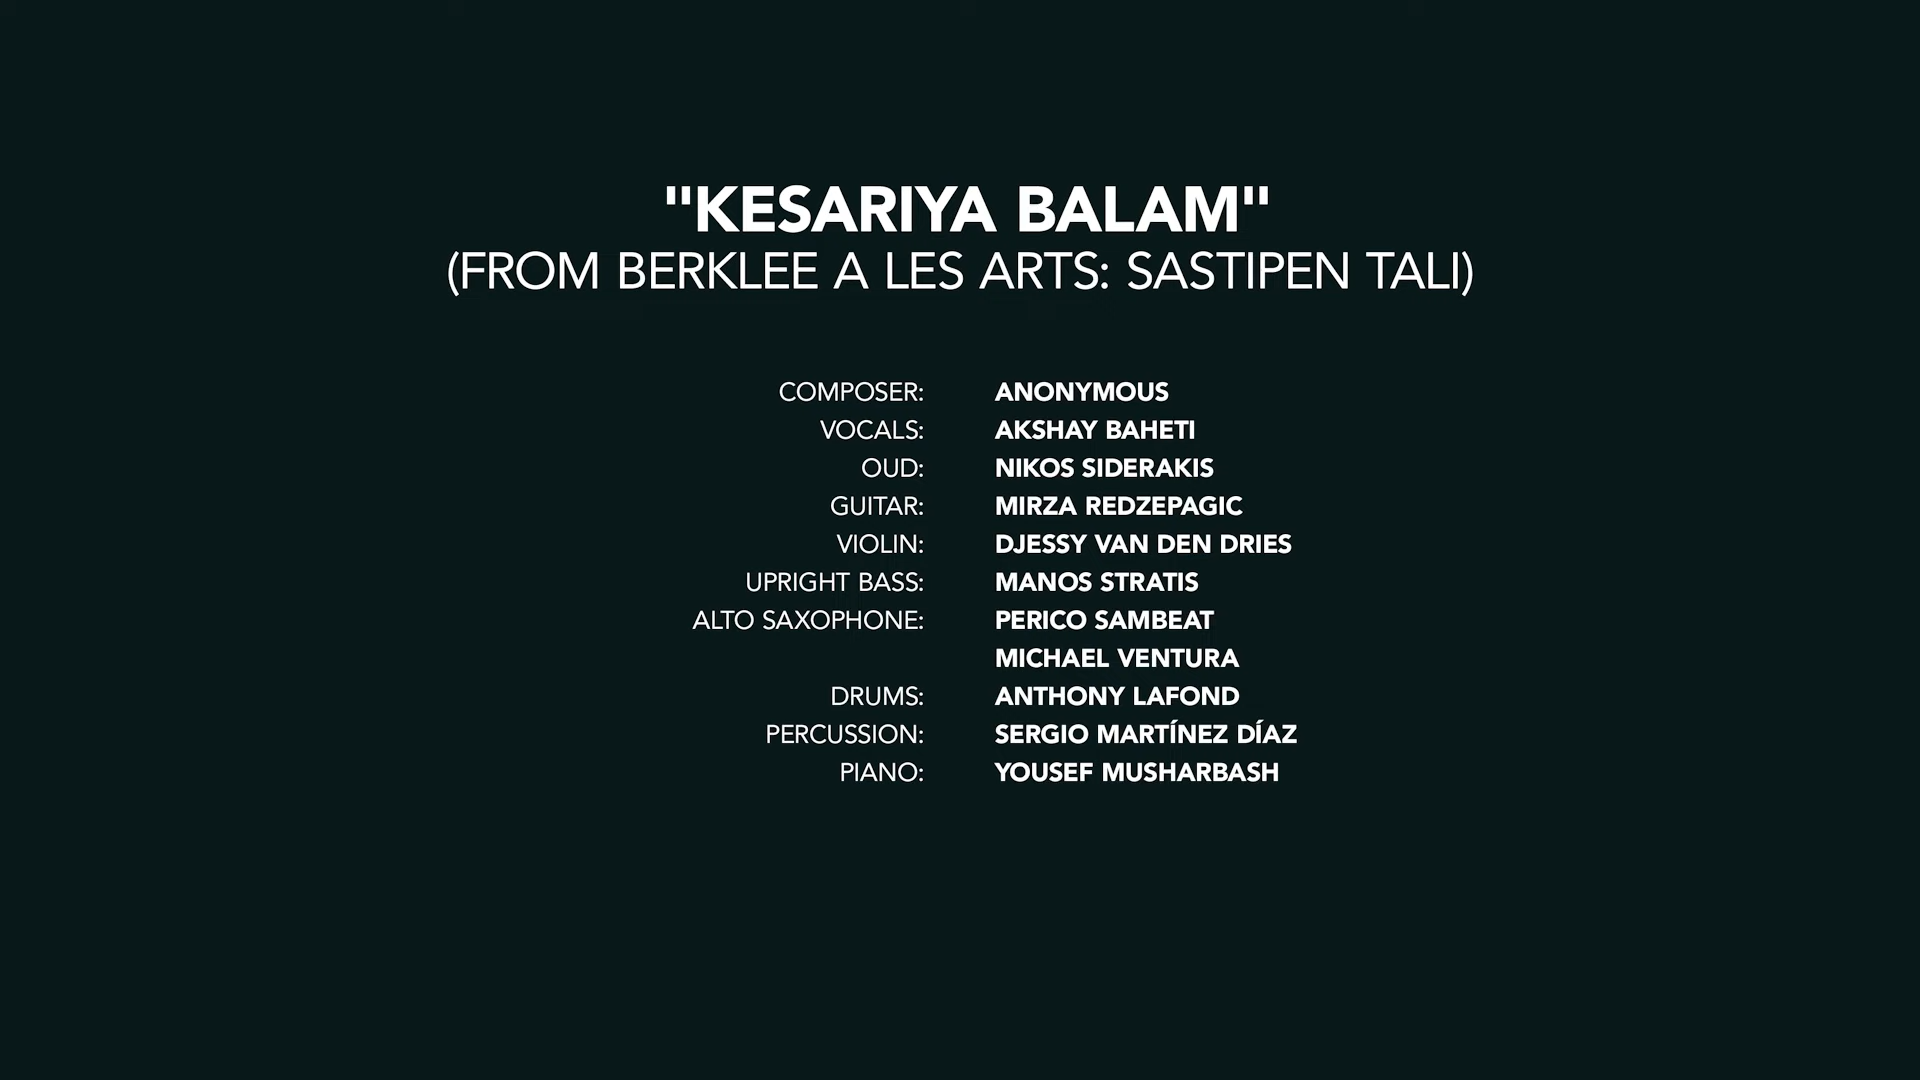 "KESARIYA BALAM"
(FROM BERKLEE A LES ARTS: SASTIPEN TALI)
COMPOSER: ANONYMOUS
VOCALS: AKSHAY BAHETI
OUD: NIKOS SIDERAKIS
GUITAR: MIRZA REDZEPAGIC
VIOLIN: DJESSY VAN DEN DRIES
UPRIGHT BASS: MANOS STRATIS
ALTO SAXOPHONE: PERICO SAMBEAT
MICHAEL VENTURA
DRUMS: ANTHONY LAFOND
PERCUSSION: SERGIO MARTÍNEZ DÍAZ
PIANO: YOUSEF MUSHARBASH